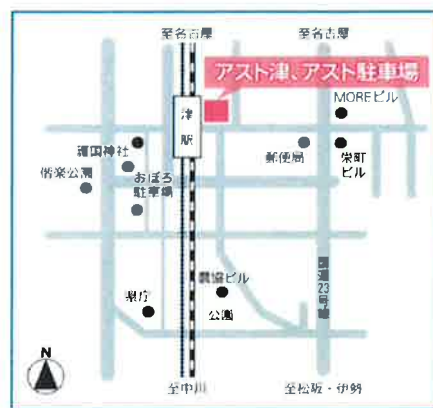 至名古屋
至名古屋
アスト津、アスト駐車場
MOREビル
津
駅
護国神社
郵便局
栄町
ビル
偕楽公園
おぼろ
駐車場
国道23号線
農協ビル
県庁
公園
N
至中川
至松阪・伊勢